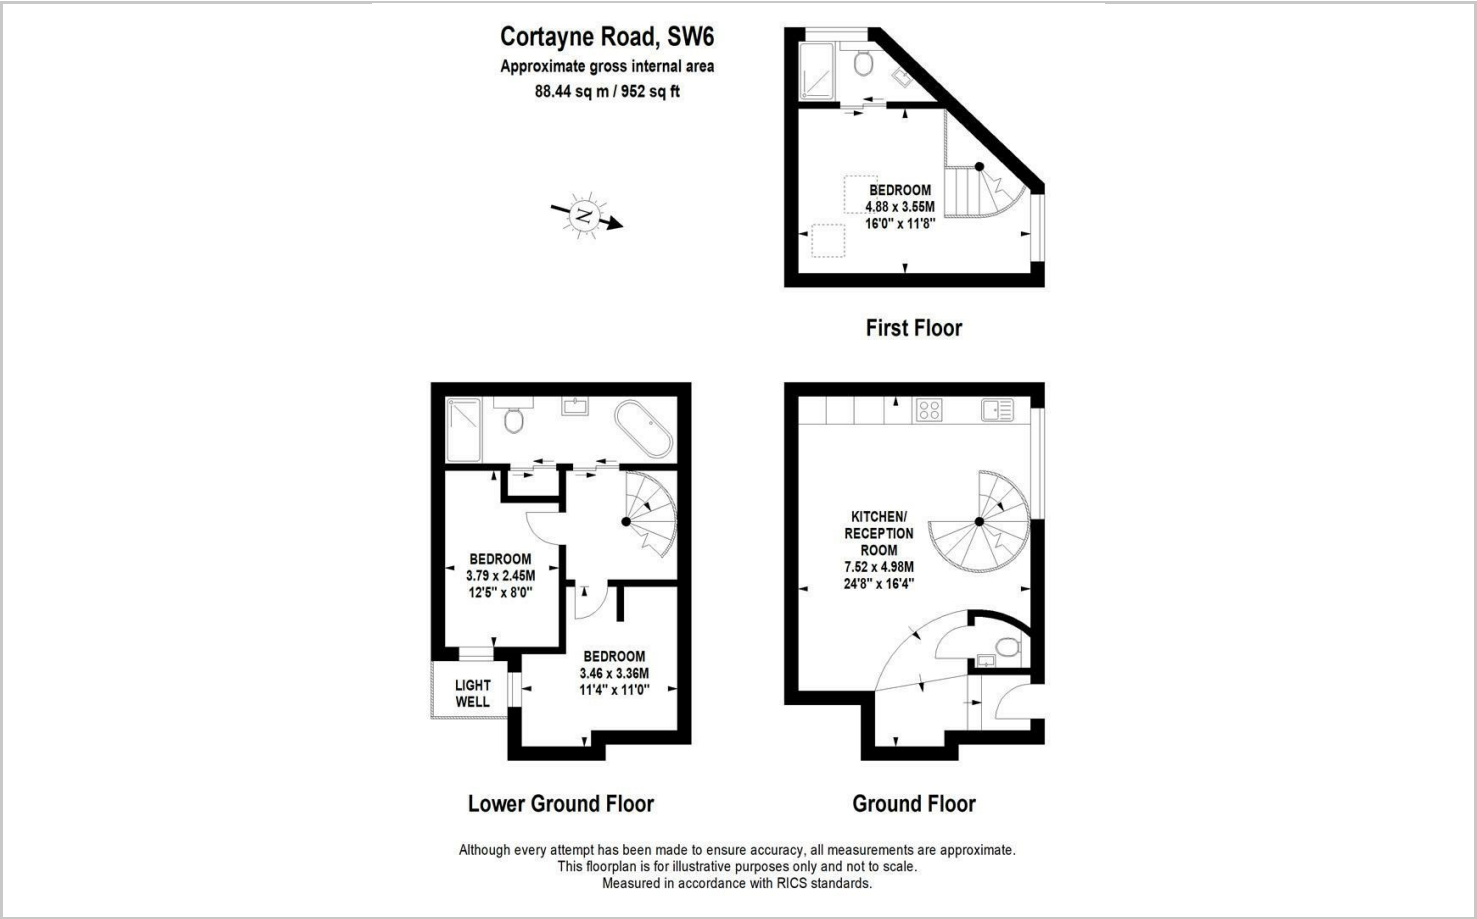 Cortayne Road, SW6
Approximate gross internal area
88.44 sq m / 952 sq ft
N
BEDROOM
4.88 x 3.55M
16'0" x 11'8"
First Floor
BEDROOM
3.79 x 2.45M
12'5" x 8'0"
BEDROOM
3.46 x 3.36M
11'4" x 11'0"
LIGHT
WELL
Lower Ground Floor
KITCHEN/
RECEPTION
ROOM
7.52 x 4.98M
24'8" x 16'4"
Ground Floor
Although every attempt has been made to ensure accuracy, all measurements are approximate.
This floorplan is for illustrative purposes only and not to scale.
Measured in accordance with RICS standards.